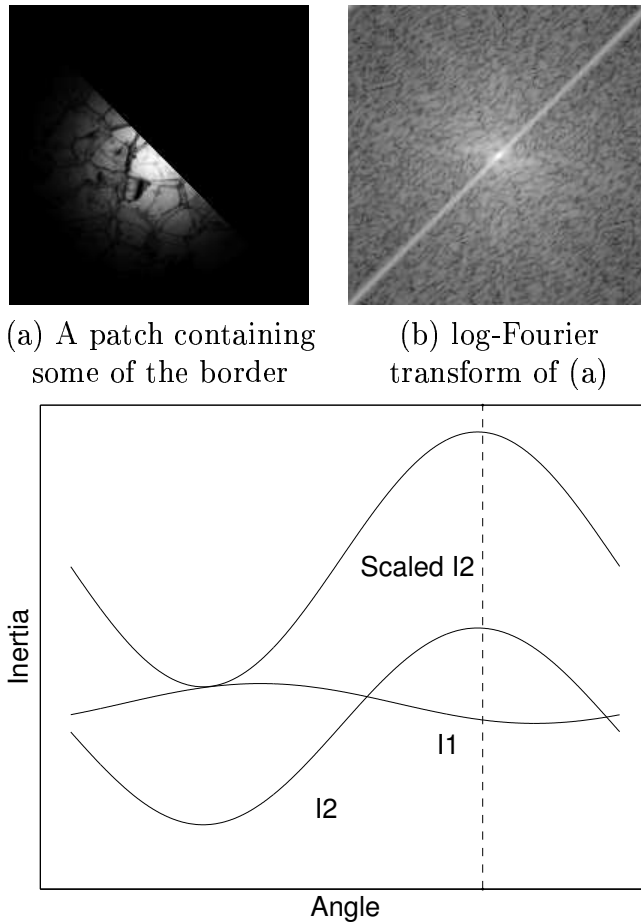 (a) A patch containing
some of the border
(b) log-Fourier
transform of (a)
Scaled I2
Inertia
I1
I2
Angle